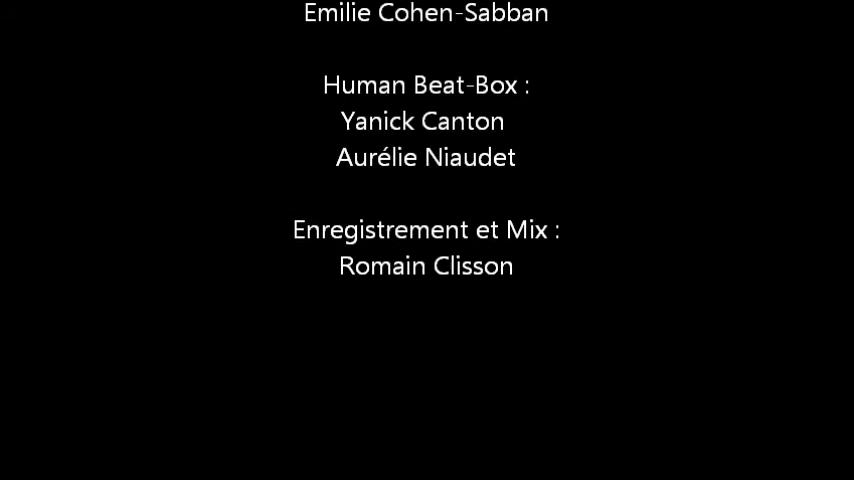 Emilie Cohen-Sabban
Human Beat-Box :
Yanick Canton
Aurélie Niaudet
Enregistrement et Mix :
Romain Clisson